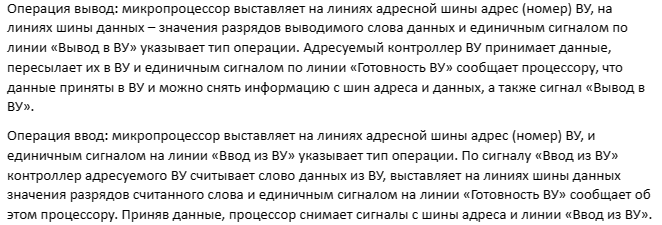 Операция вывод: микропроцессор выставляет на линиях адресной шины адрес (номер) ВУ, на
линиях шины данных – значения разрядов выводимого слова данных и единичным сигналом по
линии «Вывод в ВУ» указывает тип операции. Адресуемый контроллер ВУ принимает данные,
пересылает их в ВУ и единичным сигналом по линии «Готовность ВУ» сообщает процессору, что
данные приняты в ВУ и можно снять информацию с шин адреса и данных, а также сигнал «Вывод в
ВУ».
Операция ввод: микропроцессор выставляет на линиях адресной шины адрес (номер) ВУ, и
единичным сигналом на линии «Ввод из ВУ» указывает тип операции. По сигналу «Ввод из ВУ»
контроллер адресуемого ВУ считывает слово данных из ВУ, выставляет на линиях шины данных
значения разрядов считанного слова и единичным сигналом на линии «Готовность ВУ» сообщает об
этом процессору. Приняв данные, процессор снимает сигналы с шины адреса и линии «Ввод из ВУ».